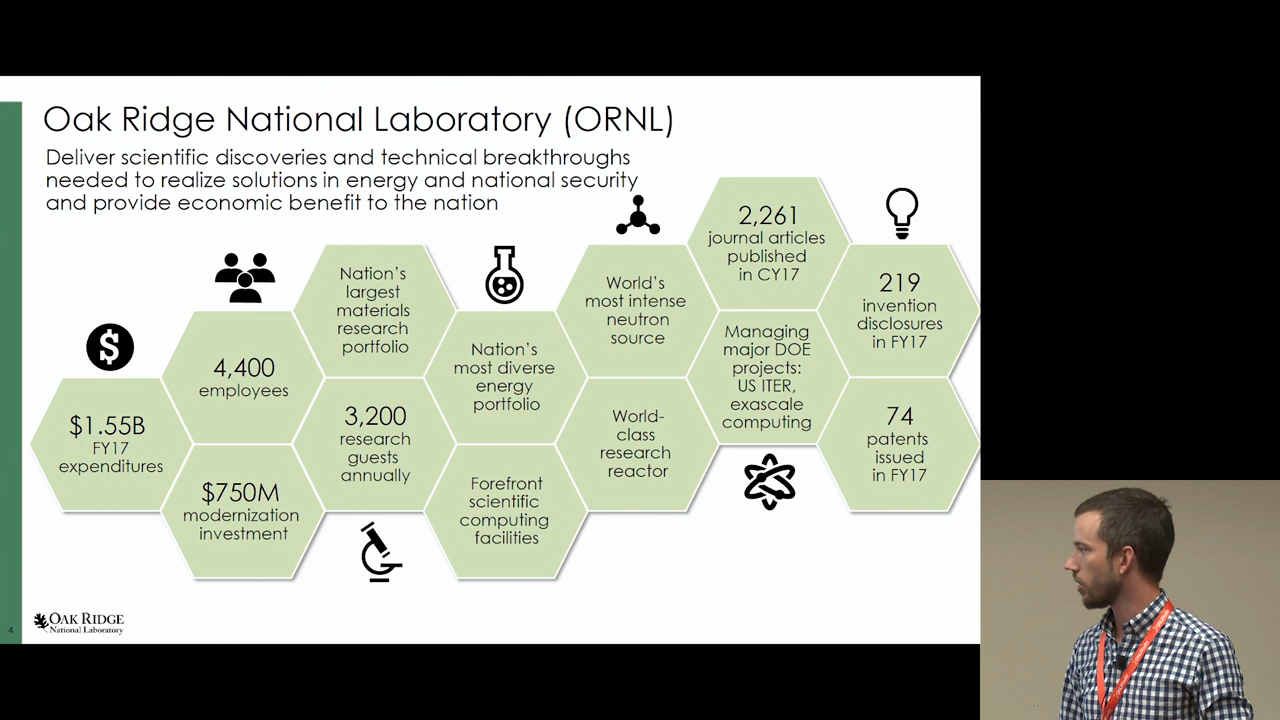 Oak Ridge National Laboratory (ORNL)
Deliver scientific discoveries and technical breakthroughs
needed to realize solutions in energy and national security
and provide economic benefit to the nation
$
$1.55B
FY17
expenditures
4,400
employees
$750M
modernization
investment
Nation's
largest
materials
research
portfolio
3,200
research
guests
annually
Nation's
most diverse
energy
portfolio
Forefront
scientific
computing
facilities
World's
most intense
neutron
source
World-
class
research
reactor
2,261
journal articles
published
in CY17
Managing
major DOE
projects:
US ITER,
exascale
computing
219
invention
disclosures
in FY17
74
patents
issued
in FY17
4
OAK RIDGE
National Laboratory